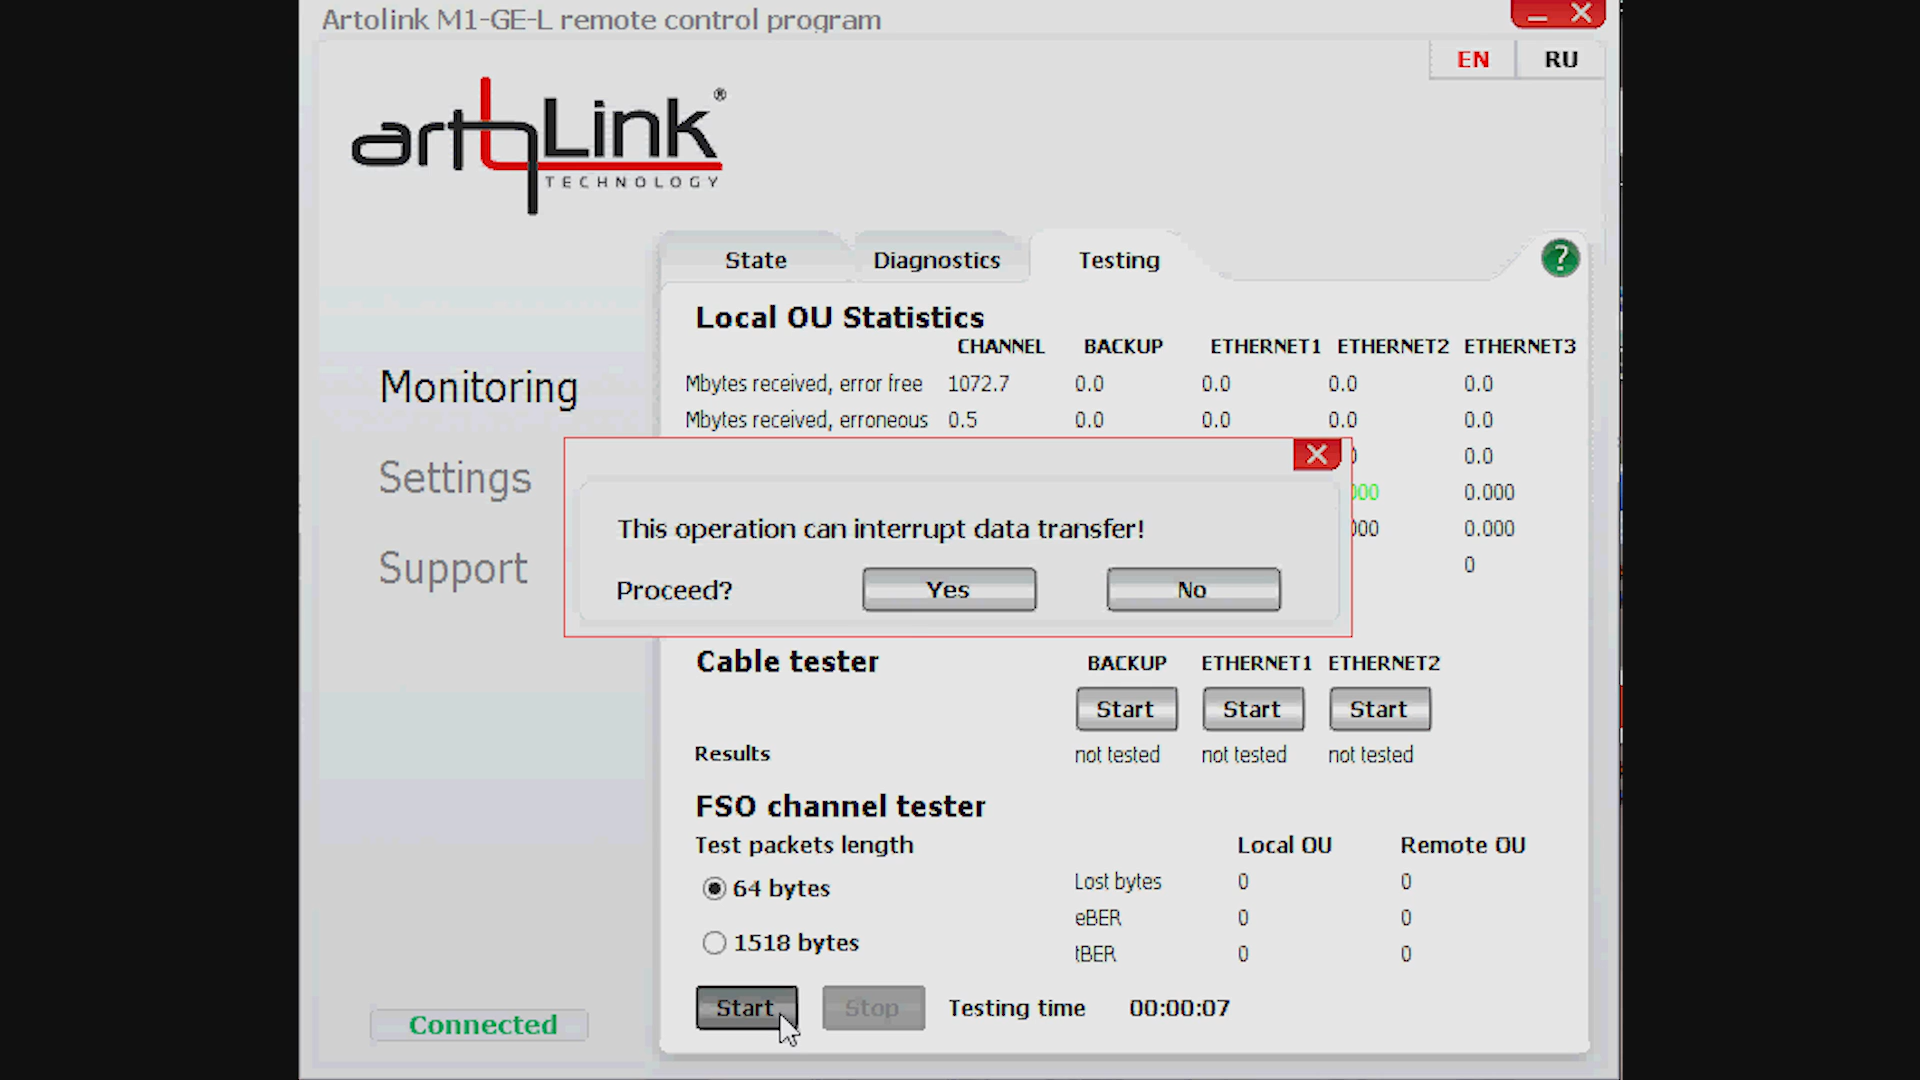 Artolink M1-GE-L remote control program
EN RU
artoLink®
TECHNOLOGY
State Diagnostics Testing ?
Local OU Statistics
CHANNEL BACKUP ETHERNET1 ETHERNET2 ETHERNET3
Mbytes received, error free 1072.7 0.0 0.0 0.0 0.0
Mbytes received, erroneous 0.5 0.0 0.0 0.0 0.0
0.0
0.000
0.000
0
Monitoring
Settings
Support
This operation can interrupt data transfer!
Proceed? Yes No
Cable tester BACKUP ETHERNET1 ETHERNET2
Start Start Start
Results not tested not tested not tested
FSO channel tester
Test packets length Local OU Remote OU
64 bytes Lost bytes 0 0
eBER 0 0
1518 bytes tBER 0 0
Start Stop Testing time 00:00:07
Connected